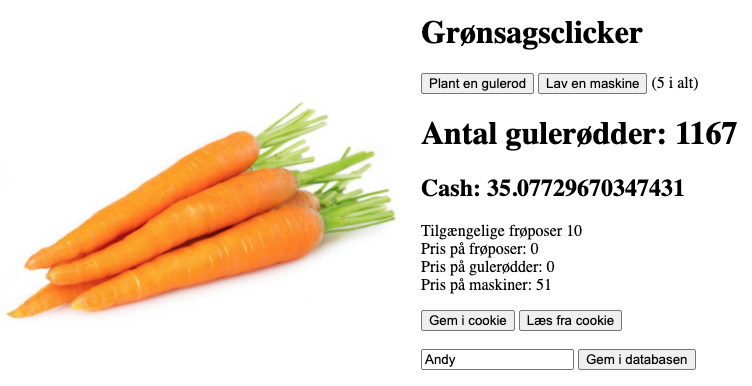 Grønsagsclicker
Plant en gulerod Lav en maskine (5 i alt)
Antal gulerødder: 1167
Cash: 35.07729670347431
Tilgængelige frøposer 10
Pris på frøposer: 0
Pris på gulerødder: 0
Pris på maskiner: 51
Gem i cookie Læs fra cookie
Andy Gem i databasen